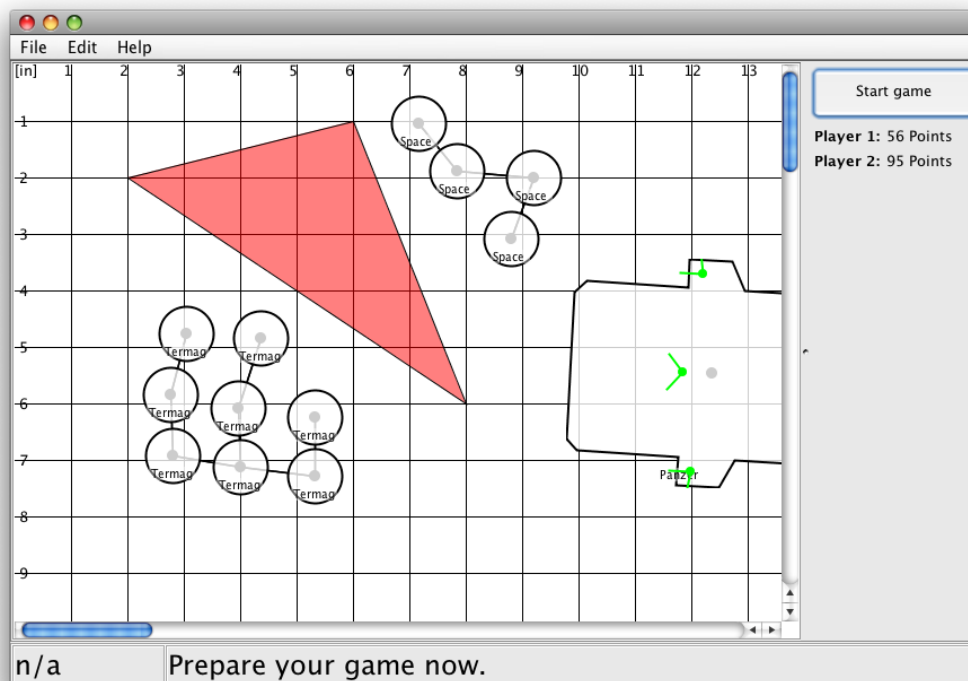 File Edit Help
[in] 1 2 3 4 5 6 7 8 9 10 11 12 13
Start game
1
Space
Player 1: 56 Points
Player 2: 95 Points
2
Space
Space
3
Space
4
Termag
Termag
5
6
Termag
Termag
Termag
7
Termag
Termag
Termag
Panzer
8
9
n/a
Prepare your game now.